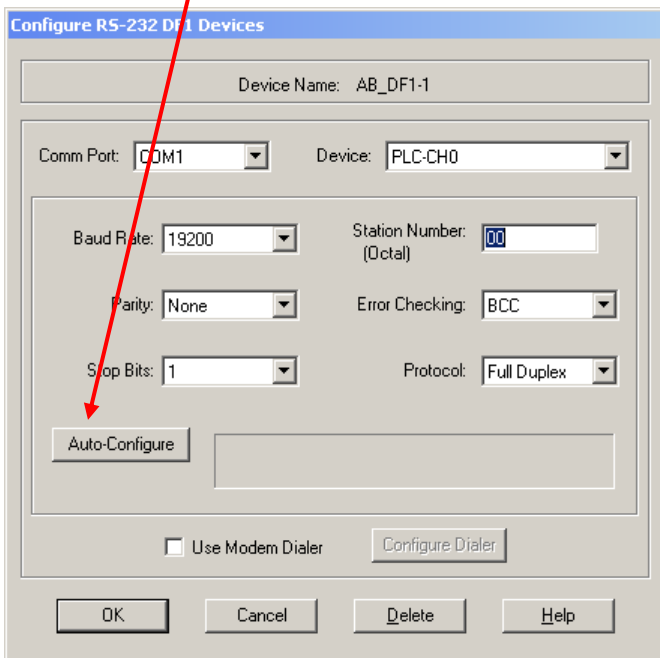 Configure RS-232 DF1 Devices
Device Name: AB_DF1-1
Comm Port: COM1 Device: PLC-CH0
Baud Rate: 19200 Station Number: 00
(Octal)
Parity: None Error Checking: BCC
Stop Bits: 1 Protocol: Full Duplex
Auto-Configure
Use Modem Dialer Configure Dialer
OK Cancel Delete Help